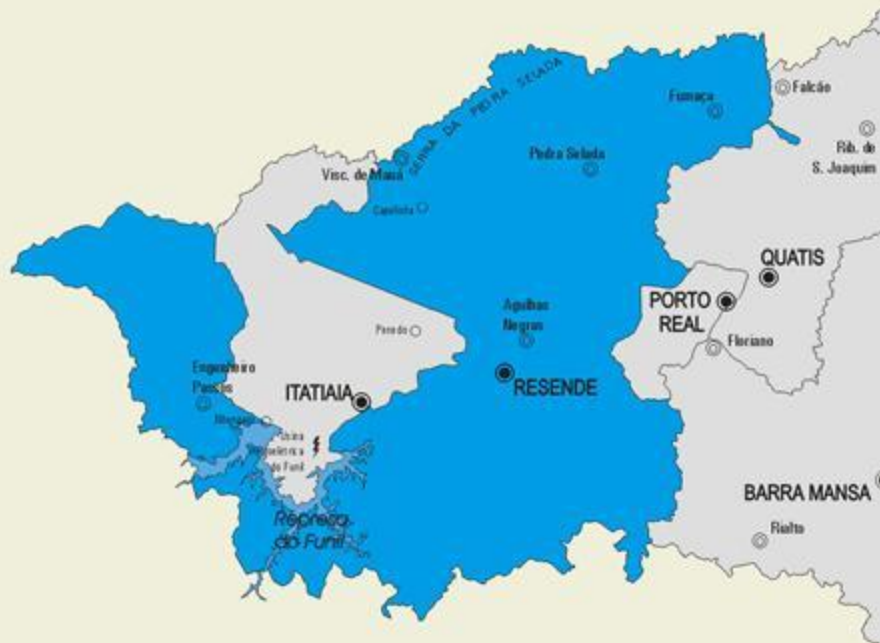 SERRA DA PEDRA SELADA
Fumaça
Falcão
Rib. de
S. Joaquim
Pedra Selada
Visc. de Mauá
Capelinha
QUATIS
PORTO
REAL
Agulhas
Negras
Penedo
Floriano
Engenheiro
Passos
ITATIAIA
RESENDE
Usina
do Funil
BARRA MANSA
Represa
do Funil
Rialto